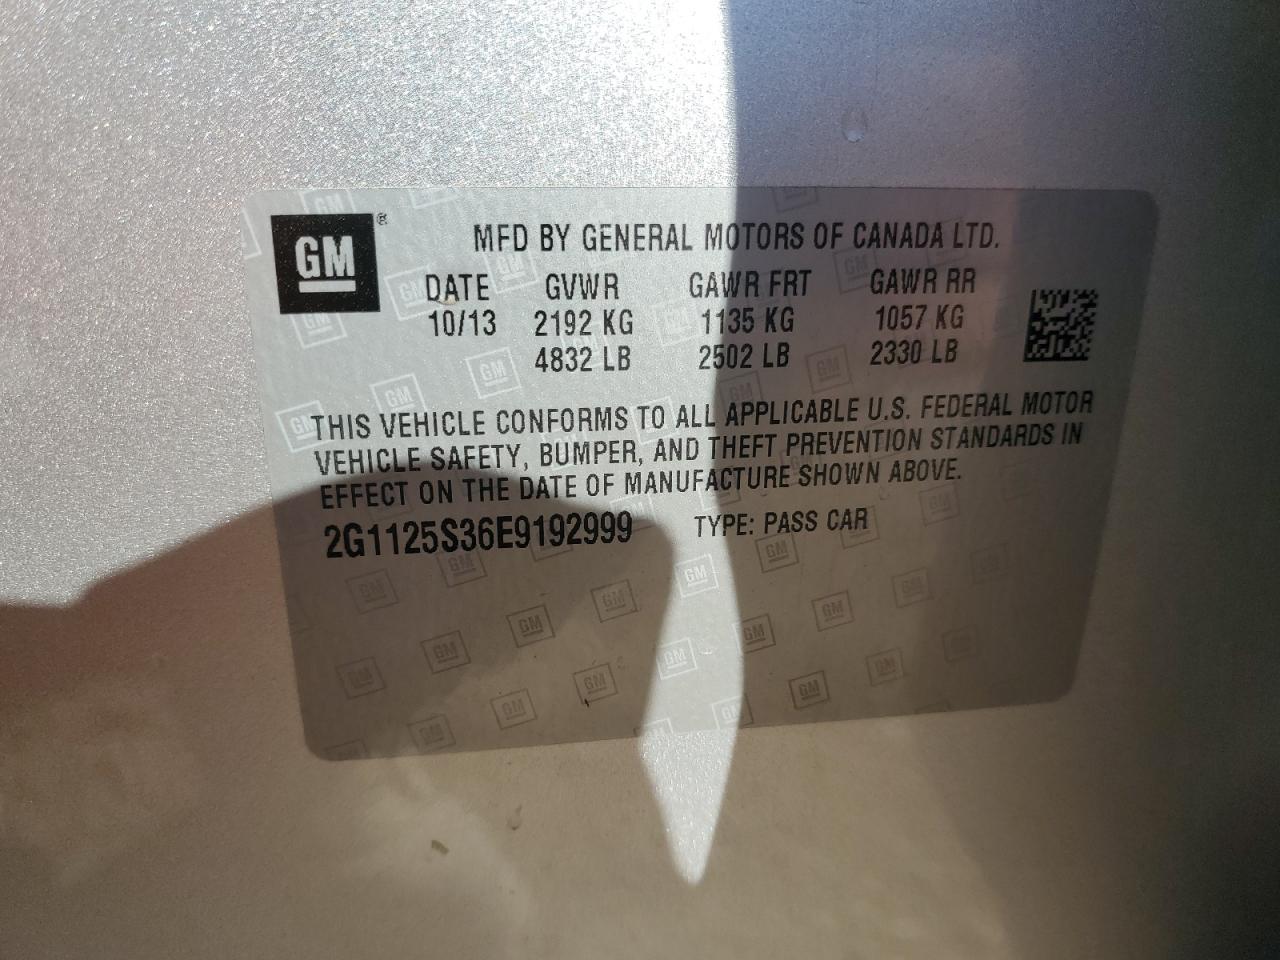 GM®
MFD BY GENERAL MOTORS OF CANADA LTD.
DATE GVWR GAWR FRT GAWR RR
10/13 2192 KG 1135 KG 1057 KG
4832 LB 2502 LB 2330 LB
THIS VEHICLE CONFORMS TO ALL APPLICABLE U.S. FEDERAL MOTOR
VEHICLE SAFETY, BUMPER, AND THEFT PREVENTION STANDARDS IN
EFFECT ON THE DATE OF MANUFACTURE SHOWN ABOVE.
2G1125S36E9192999 TYPE: PASS CAR